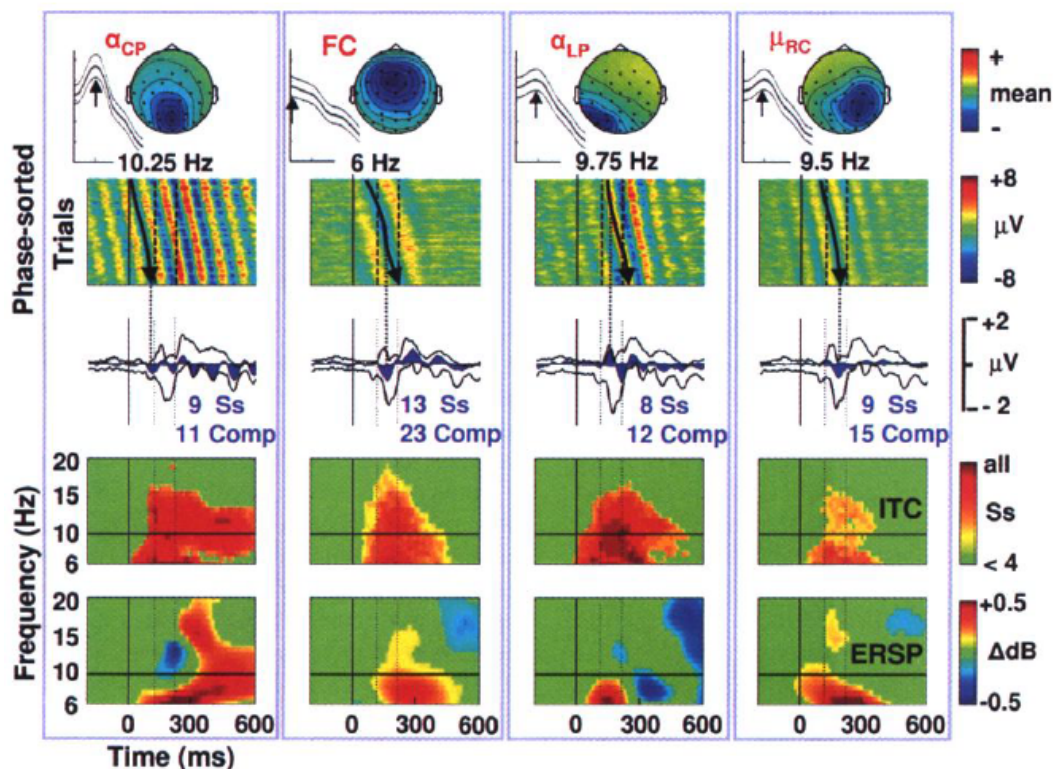 αCP
FC
αLP
μRC
+
mean
-
10.25 Hz
6 Hz
9.75 Hz
9.5 Hz
Phase-sorted
Trials
+8
μV
-8
+2
μV
- 2
9 Ss
11 Comp
13 Ss
23 Comp
8 Ss
12 Comp
9 Ss
15 Comp
Frequency (Hz)
20
16
10
6
ITC
all
Ss
< 4
20
16
10
6
ERSP
+0.5
ΔdB
-0.5
0 300 600
0 300 600
0 300 600
0 300 600
Time (ms)